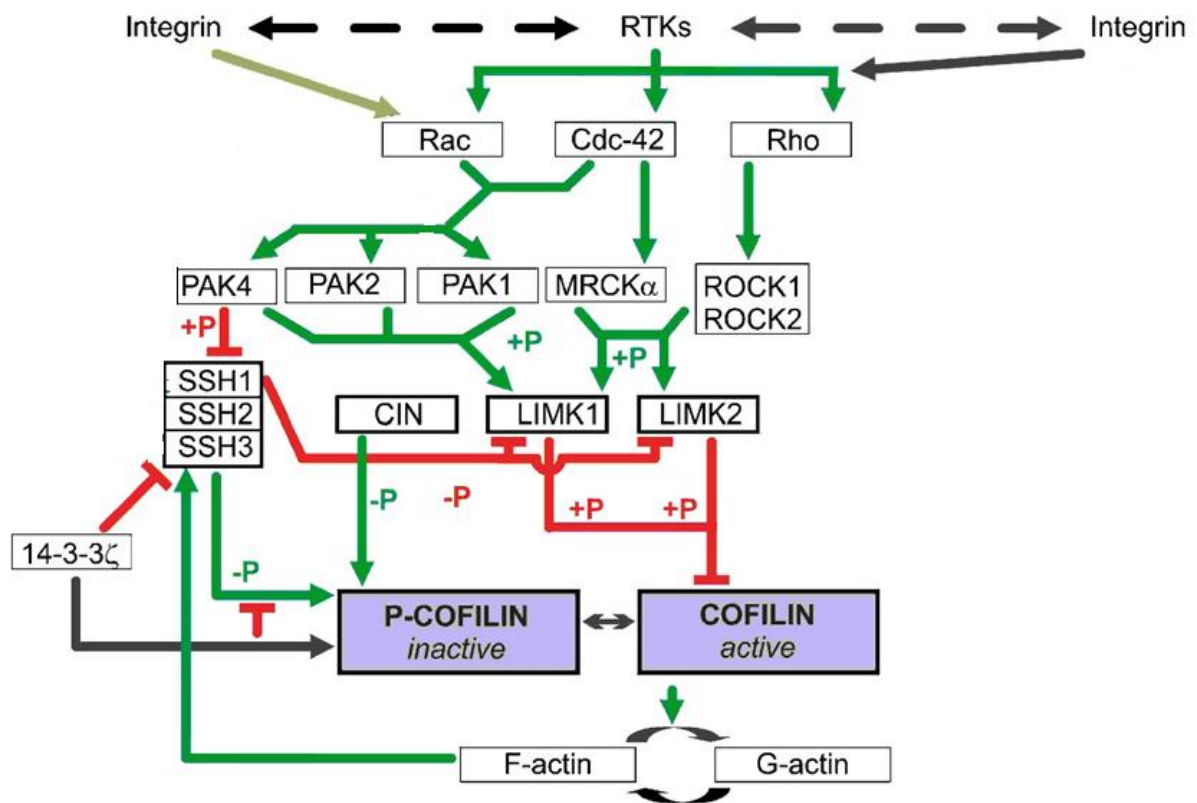 Integrin RTKs Integrin
Rac Cdc-42 Rho
PAK4 PAK2 PAK1 MRCKα ROCK1
ROCK2
+P +P +P
SSH1
SSH2
SSH3
CIN LIMK1 LIMK2
-P -P +P +P
14-3-3ζ
-P
P-COFILIN
inactive
COFILIN
active
F-actin G-actin